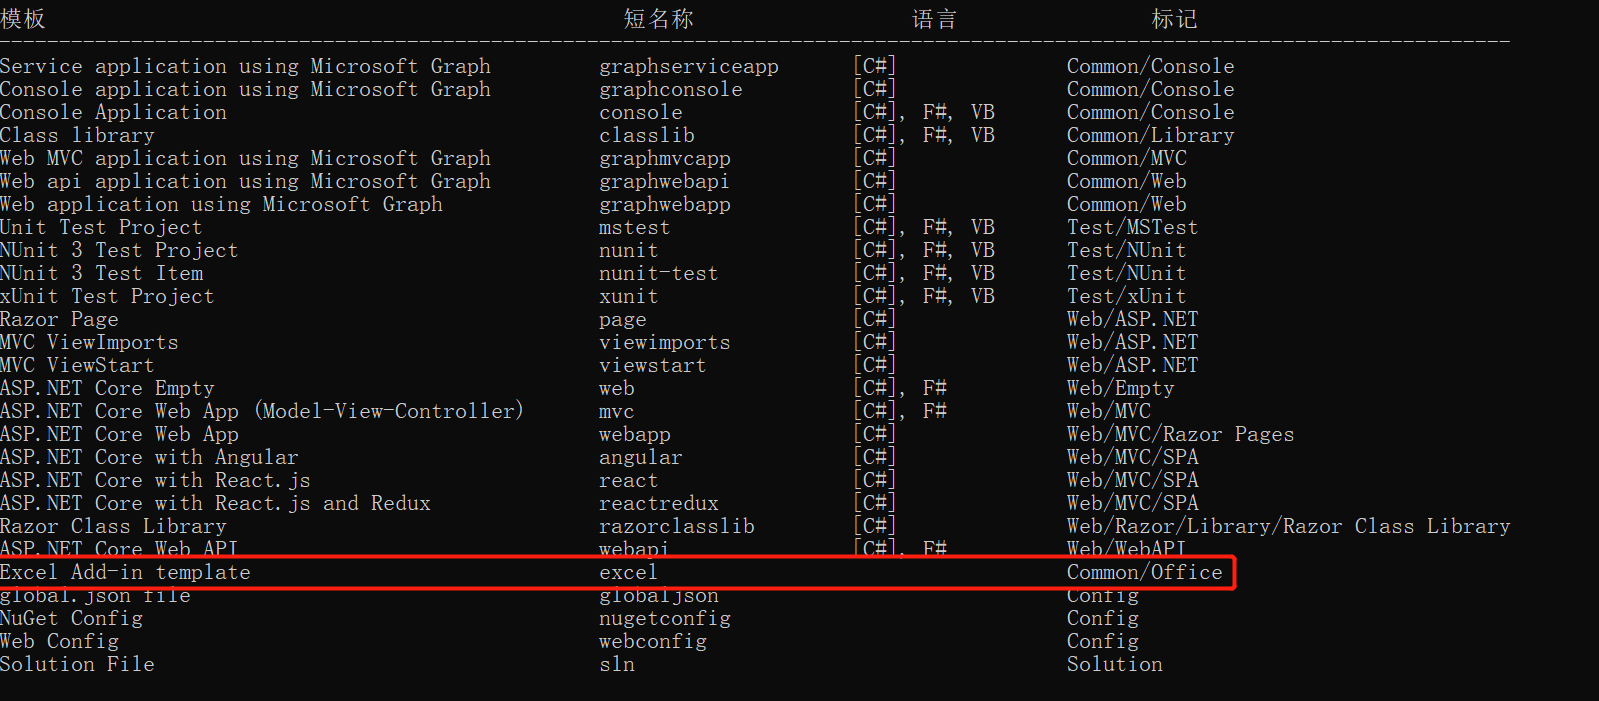 模板 短名称 语言 标记
--------------------------------------------------------------------------------------------------------------------------------
Service application using Microsoft Graph graphserviceapp [C#] Common/Console
Console application using Microsoft Graph graphconsole [C#] Common/Console
Console Application console [C#], F#, VB Common/Console
Class library classlib [C#], F#, VB Common/Library
Web MVC application using Microsoft Graph graphmvcapp [C#] Common/MVC
Web api application using Microsoft Graph graphwebapi [C#] Common/Web
Web application using Microsoft Graph graphwebapp [C#] Common/Web
Unit Test Project mstest [C#], F#, VB Test/MSTest
NUnit 3 Test Project nunit [C#], F#, VB Test/NUnit
NUnit 3 Test Item nunit-test [C#], F#, VB Test/NUnit
xUnit Test Project xunit [C#], F#, VB Test/xUnit
Razor Page page [C#] Web/ASP.NET
MVC ViewImports viewimports [C#] Web/ASP.NET
MVC ViewStart viewstart [C#] Web/ASP.NET
ASP.NET Core Empty web [C#], F# Web/Empty
ASP.NET Core Web App (Model-View-Controller) mvc [C#], F# Web/MVC
ASP.NET Core Web App webapp [C#] Web/MVC/Razor Pages
ASP.NET Core with Angular angular [C#] Web/MVC/SPA
ASP.NET Core with React.js react [C#] Web/MVC/SPA
ASP.NET Core with React.js and Redux reactredux [C#] Web/MVC/SPA
Razor Class Library razorclasslib [C#] Web/Razor/Library/Razor Class Library
ASP.NET Core Web API webapi [C#], F# Web/WebAPI
Excel Add-in template excel Common/Office
global.json file globaljson Config
NuGet Config nugetconfig Config
Web Config webconfig Config
Solution File sln Solution